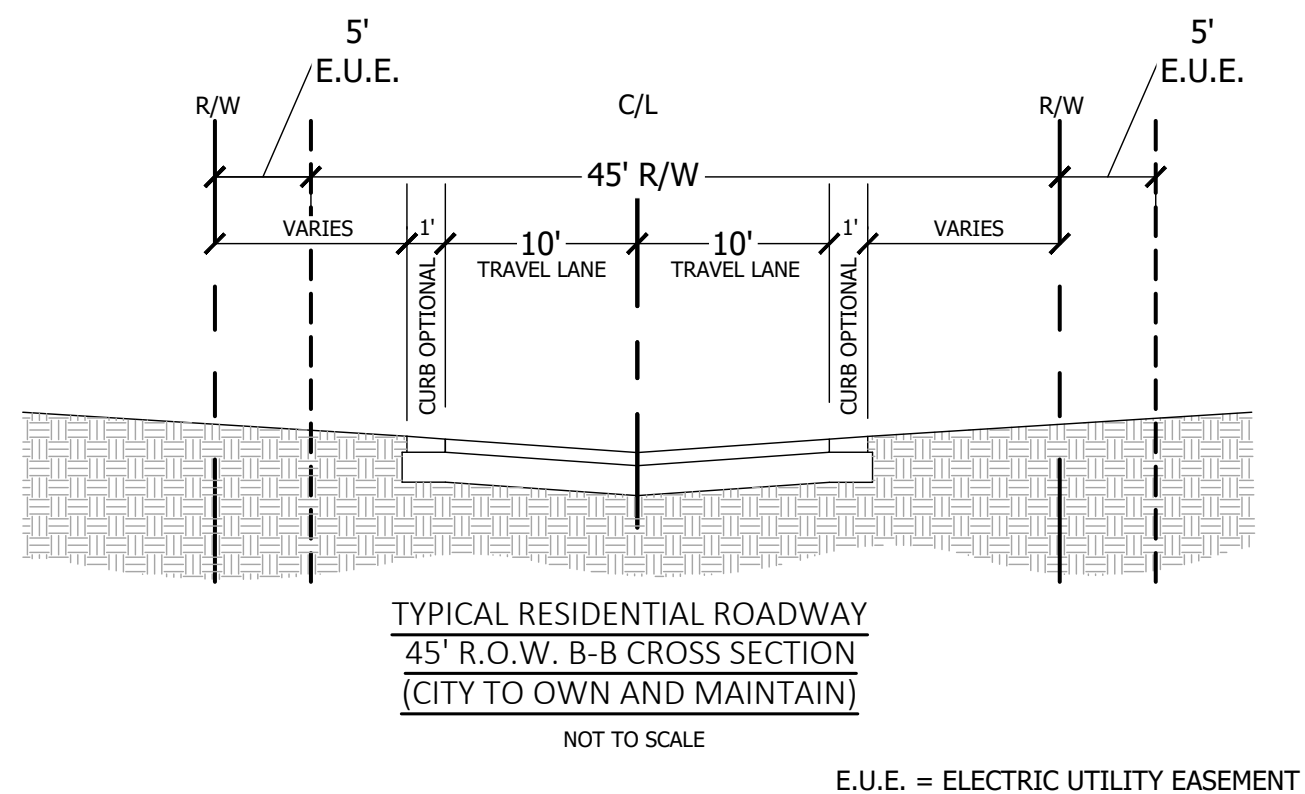 5'
E.U.E.
5'
E.U.E.
R/W
C/L
R/W
45' R/W
VARIES
1'
10'
TRAVEL LANE
10'
TRAVEL LANE
1'
VARIES
CURB OPTIONAL
CURB OPTIONAL
TYPICAL RESIDENTIAL ROADWAY
45' R.O.W. B-B CROSS SECTION
(CITY TO OWN AND MAINTAIN)
NOT TO SCALE
E.U.E. = ELECTRIC UTILITY EASEMENT